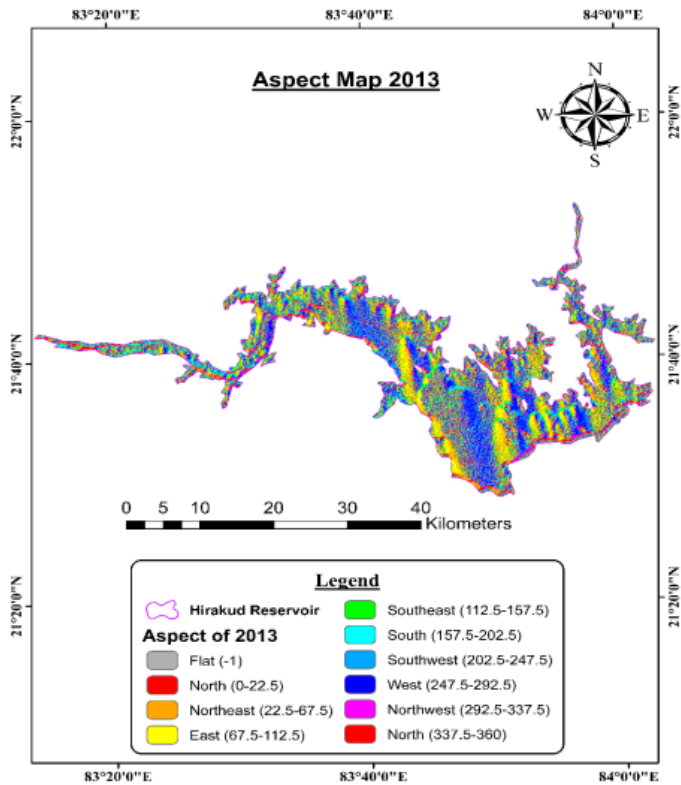 83°20'0"E 83°40'0"E 84°0'0"E
Aspect Map 2013
N
W E
S
22°0'0"N 22°0'0"N
21°40'0"N 21°40'0"N
21°20'0"N 21°20'0"N
0 5 10 20 30 40
Kilometers
Legend
Hirakud Reservoir
Aspect of 2013
Flat (-1)
North (0-22.5)
Northeast (22.5-67.5)
East (67.5-112.5)
Southeast (112.5-157.5)
South (157.5-202.5)
Southwest (202.5-247.5)
West (247.5-292.5)
Northwest (292.5-337.5)
North (337.5-360)
83°20'0"E 83°40'0"E 84°0'0"E